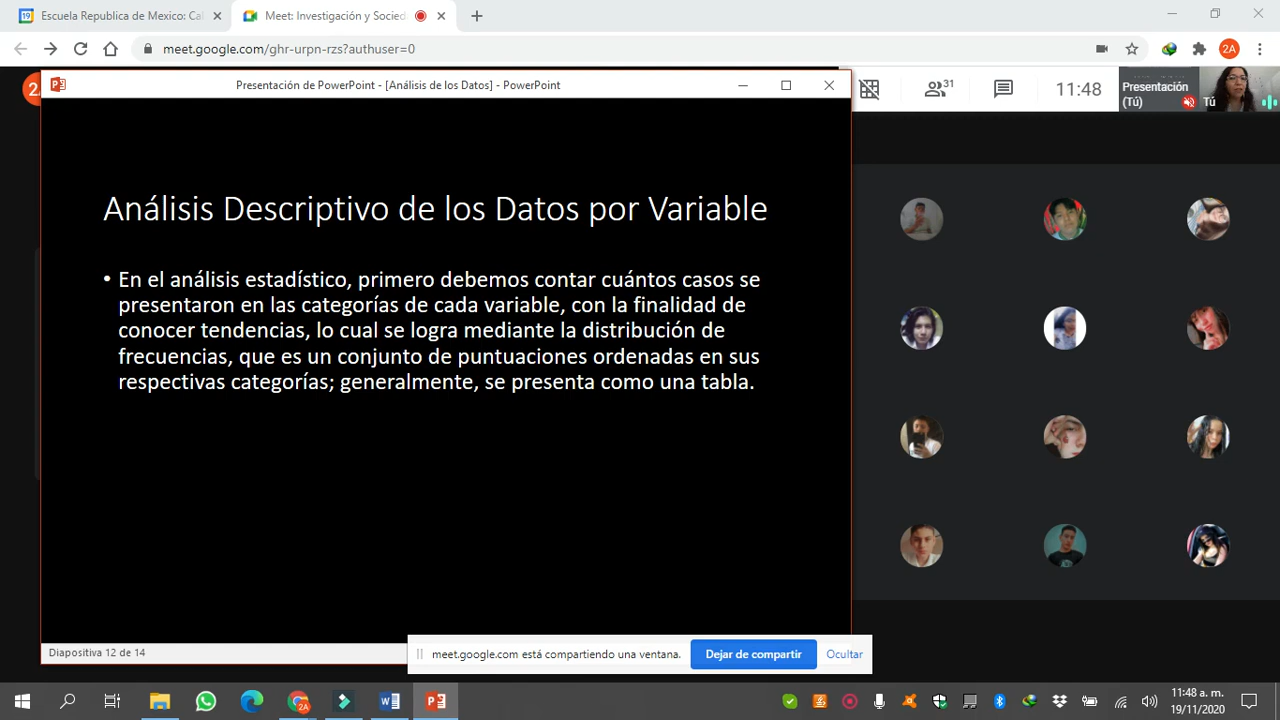 Escuela Republica de Mexico: Cal
Meet: Investigación y Socied
meet.google.com/ghr-urpn-rzs?authuser=0
2A
Presentación de PowerPoint - [Análisis de los Datos] - PowerPoint
31
11:48
Presentación
(Tú)
Tú
Análisis Descriptivo de los Datos por Variable
• En el análisis estadístico, primero debemos contar cuántos casos se
presentaron en las categorías de cada variable, con la finalidad de
conocer tendencias, lo cual se logra mediante la distribución de
frecuencias, que es un conjunto de puntuaciones ordenadas en sus
respectivas categorías; generalmente, se presenta como una tabla.
Diapositiva 12 de 14
meet.google.com está compartiendo una ventana.
Dejar de compartir
Ocultar
11:48 a. m.
19/11/2020